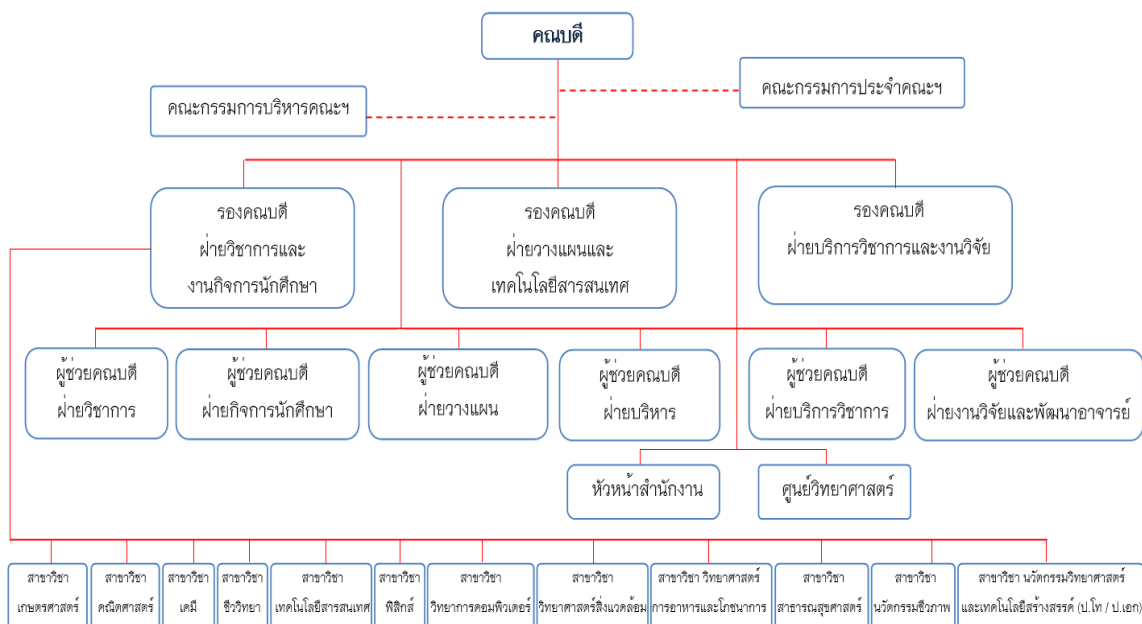 คณบดี
คณะกรรมการประจำคณะฯ
คณะกรรมการบริหารคณะฯ
รองคณบดี
ฝ่ายวิชาการและ
งานกิจการนักศึกษา
รองคณบดี
ฝ่ายวางแผนและ
เทคโนโลยีสารสนเทศ
รองคณบดี
ฝ่ายบริการวิชาการและงานวิจัย
ผู้ช่วยคณบดี
ฝ่ายวิชาการ
ผู้ช่วยคณบดี
ฝ่ายกิจการนักศึกษา
ผู้ช่วยคณบดี
ฝ่ายวางแผน
ผู้ช่วยคณบดี
ฝ่ายบริหาร
ผู้ช่วยคณบดี
ฝ่ายบริการวิชาการ
ผู้ช่วยคณบดี
ฝ่ายงานวิจัยและพัฒนาอาจารย์
หัวหน้าสำนักงาน
ศูนย์วิทยาศาสตร์
สาขาวิชา
เกษตรศาสตร์
สาขาวิชา
คณิตศาสตร์
สาขาวิชา
เคมี
สาขาวิชา
ชีววิทยา
สาขาวิชา
เทคโนโลยีสารสนเทศ
สาขาวิชา
ฟิสิกส์
สาขาวิชา
วิทยาการคอมพิวเตอร์
สาขาวิชา
วิทยาศาสตร์สิ่งแวดล้อม
สาขาวิชา วิทยาศาสตร์
การอาหารและโภชนาการ
สาขาวิชา
สาธารณสุขศาสตร์
สาขาวิชา
นวัตกรรมชีวภาพ
สาขาวิชา นวัตกรรมวิทยาศาสตร์
และเทคโนโลยีสร้างสรรค์ (ป.โท / ป.เอก)